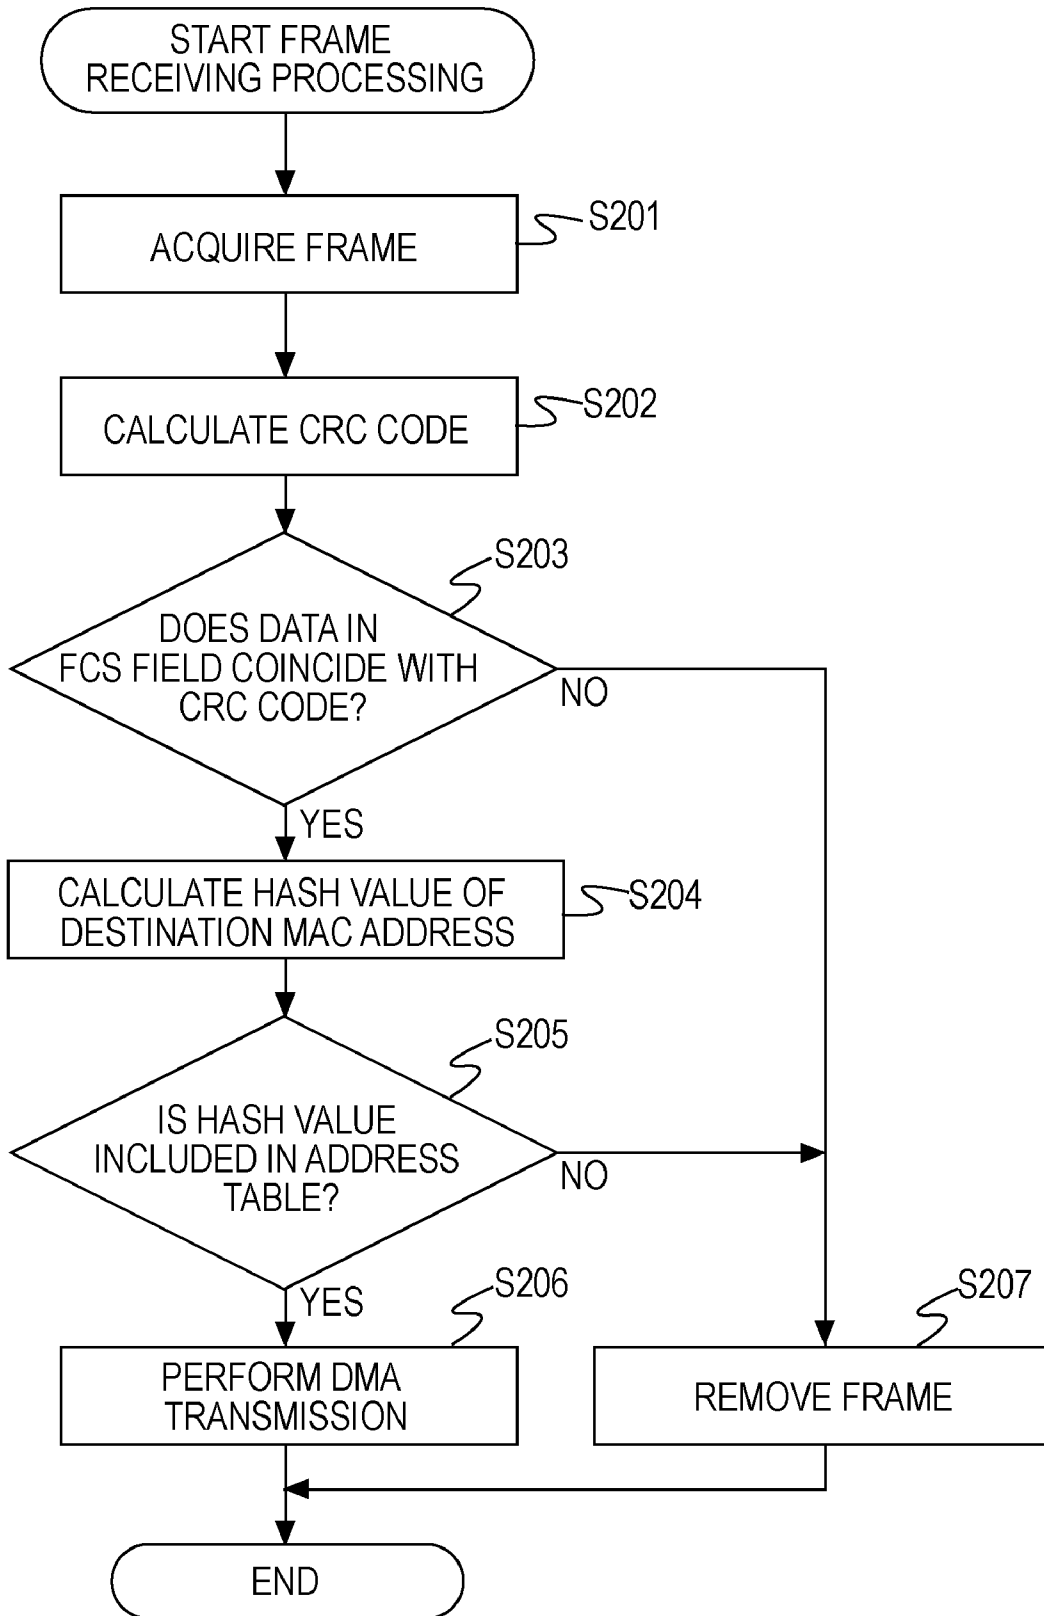 START FRAME
RECEIVING PROCESSING
ACQUIRE FRAME
S201
CALCULATE CRC CODE
S202
S203
DOES DATA IN
FCS FIELD COINCIDE WITH
CRC CODE?
NO
YES
CALCULATE HASH VALUE OF
DESTINATION MAC ADDRESS
S204
S205
IS HASH VALUE
INCLUDED IN ADDRESS
TABLE?
NO
YES
S206
PERFORM DMA
TRANSMISSION
S207
REMOVE FRAME
END